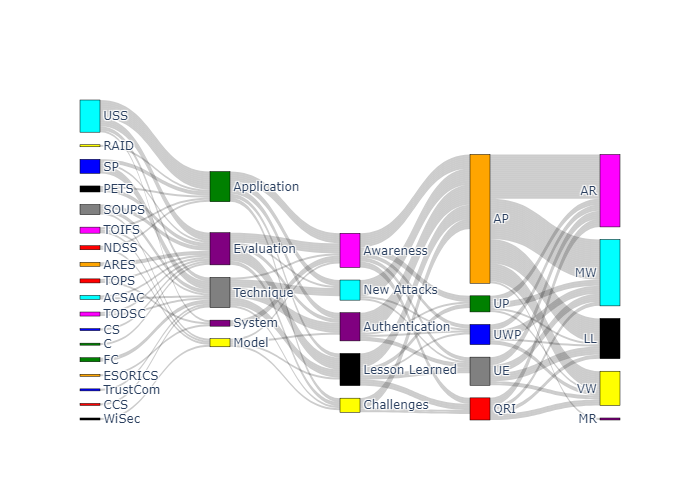 USS
RAID
SP
PETS
SOUPS
TOIFS
NDSS
ARES
TOPS
ACSAC
TODSC
CS
C
FC
ESORICS
TrustCom
CCS
WiSec
Application
Evaluation
Technique
System
Model
Awareness
New Attacks
Authentication
Lesson Learned
Challenges
AP
UP
UWP
UE
QRI
AR
MW
LL
VW
MR